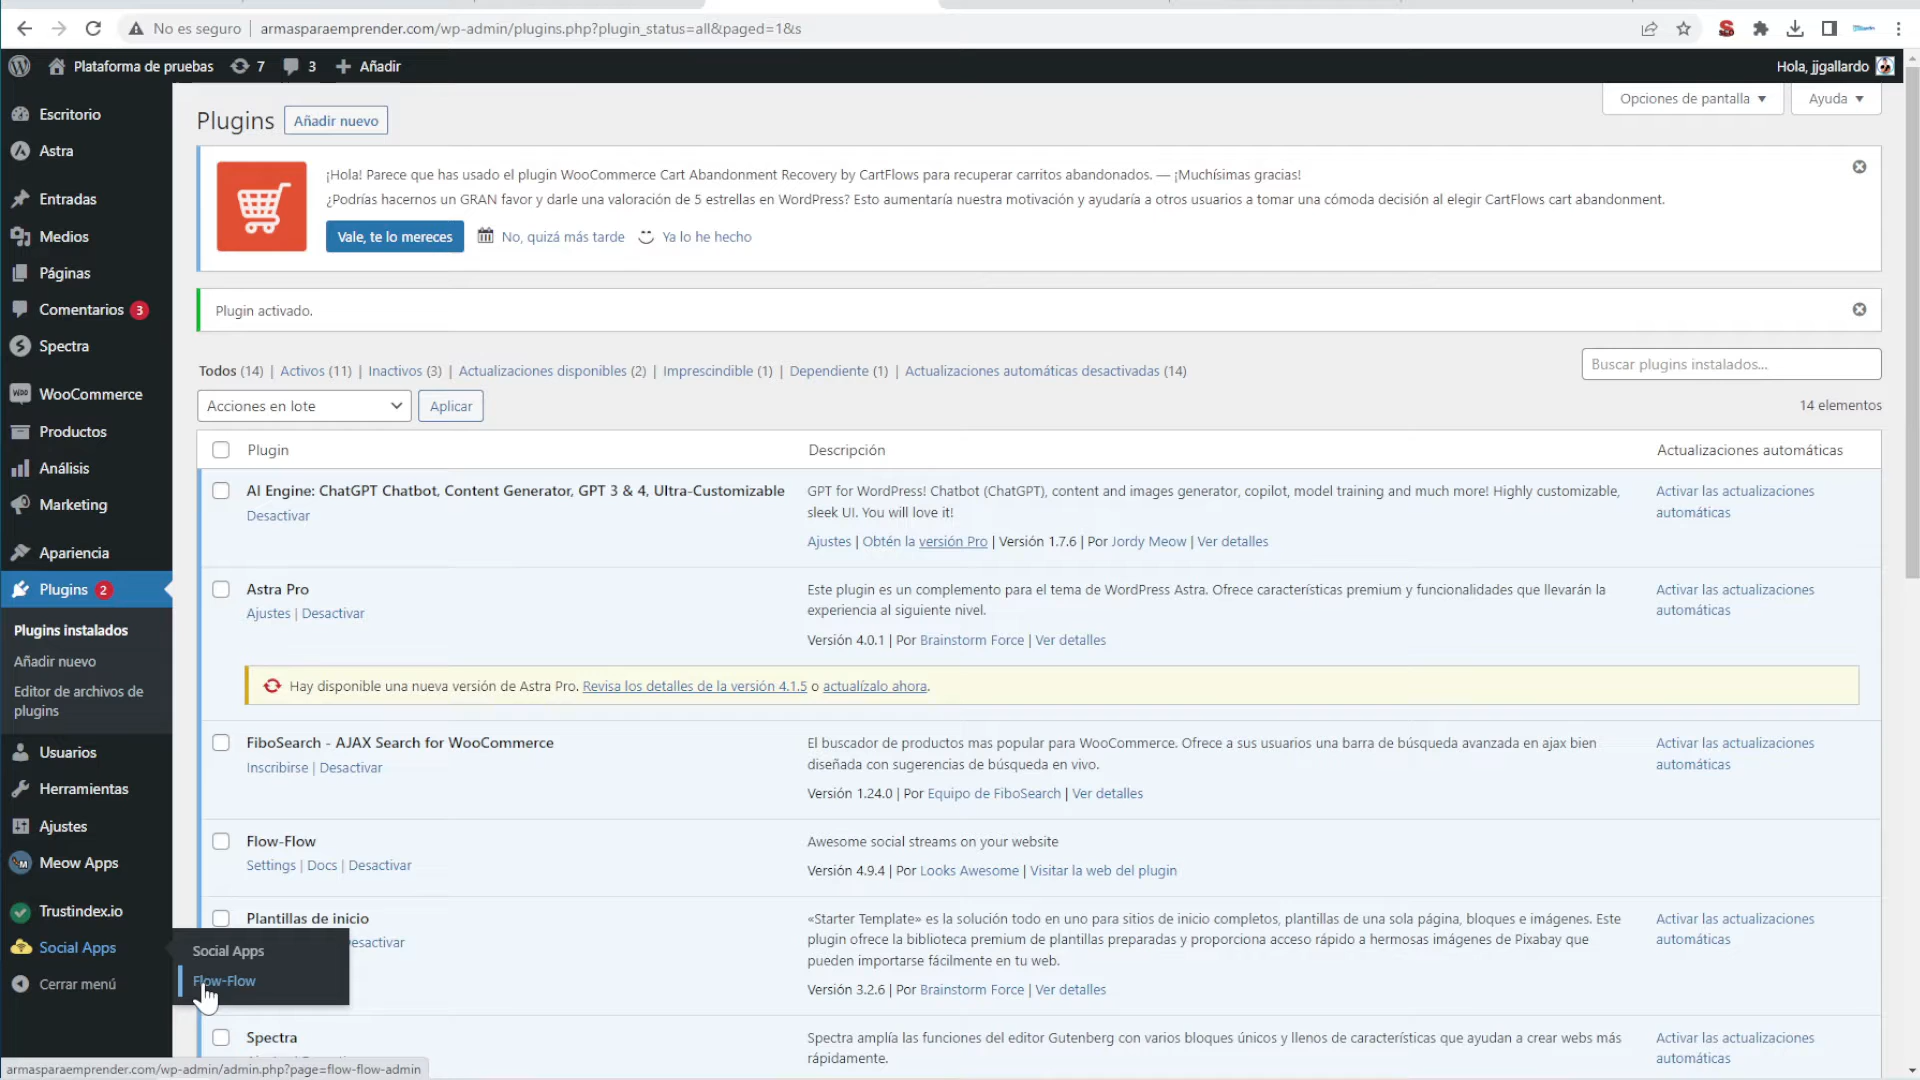 No es seguro
armasparaemprender.com/wp-admin/plugins.php?plugin_status=all&paged=1&s
Plataforma de pruebas
7
3
Añadir
Hola, jjgallardo
Escritorio
Astra
Entradas
Medios
Páginas
Comentarios 3
Spectra
WooCommerce
Productos
Análisis
Marketing
Apariencia
Plugins 2
Plugins instalados
Añadir nuevo
Editor de archivos de
plugins
Usuarios
Herramientas
Ajustes
Meow Apps
Trustindex.io
Social Apps
Cerrar menú
Social Apps
Flow-Flow
Opciones de pantalla
Ayuda
Plugins
Añadir nuevo
¡Hola! Parece que has usado el plugin WooCommerce Cart Abandonment Recovery by CartFlows para recuperar carritos abandonados. — ¡Muchísimas gracias!
¿Podrías hacernos un GRAN favor y darle una valoración de 5 estrellas en WordPress? Esto aumentaría nuestra motivación y ayudaría a otros usuarios a tomar una cómoda decisión al elegir CartFlows cart abandonment.
Vale, te lo mereces
No, quizá más tarde
Ya lo he hecho
Plugin activado.
Todos (14) | Activos (11) | Inactivos (3) | Actualizaciones disponibles (2) | Imprescindible (1) | Dependiente (1) | Actualizaciones automáticas desactivadas (14)
Buscar plugins instalados...
Acciones en lote
Aplicar
14 elementos
Plugin
Descripción
Actualizaciones automáticas
AI Engine: ChatGPT Chatbot, Content Generator, GPT 3 & 4, Ultra-Customizable
Desactivar
GPT for WordPress! Chatbot (ChatGPT), content and images generator, copilot, model training and much more! Highly customizable,
sleek UI. You will love it!
Ajustes | Obtén la versión Pro | Versión 1.7.6 | Por Jordy Meow | Ver detalles
Activar las actualizaciones
automáticas
Astra Pro
Ajustes | Desactivar
Este plugin es un complemento para el tema de WordPress Astra. Ofrece características premium y funcionalidades que llevarán la
experiencia al siguiente nivel.
Versión 4.0.1 | Por Brainstorm Force | Ver detalles
Activar las actualizaciones
automáticas
Hay disponible una nueva versión de Astra Pro. Revisa los detalles de la versión 4.1.5 o actualízalo ahora.
FiboSearch - AJAX Search for WooCommerce
Inscribirse | Desactivar
El buscador de productos mas popular para WooCommerce. Ofrece a sus usuarios una barra de búsqueda avanzada en ajax bien
diseñada con sugerencias de búsqueda en vivo.
Versión 1.24.0 | Por Equipo de FiboSearch | Ver detalles
Activar las actualizaciones
automáticas
Flow-Flow
Settings | Docs | Desactivar
Awesome social streams on your website
Versión 4.9.4 | Por Looks Awesome | Visitar la web del plugin
Plantillas de inicio
esactivar
«Starter Template» es la solución todo en uno para sitios de inicio completos, plantillas de una sola página, bloques e imágenes. Este
plugin ofrece la biblioteca premium de plantillas preparadas y proporciona acceso rápido a hermosas imágenes de Pixabay que
pueden importarse fácilmente en tu web.
Versión 3.2.6 | Por Brainstorm Force | Ver detalles
Activar las actualizaciones
automáticas
Spectra
Spectra amplía las funciones del editor Gutenberg con varios bloques únicos y llenos de características que ayudan a crear webs más
rápidamente.
Activar las actualizaciones
automáticas
armasparaemprender.com/wp-admin/admin.php?page=flow-flow-admin